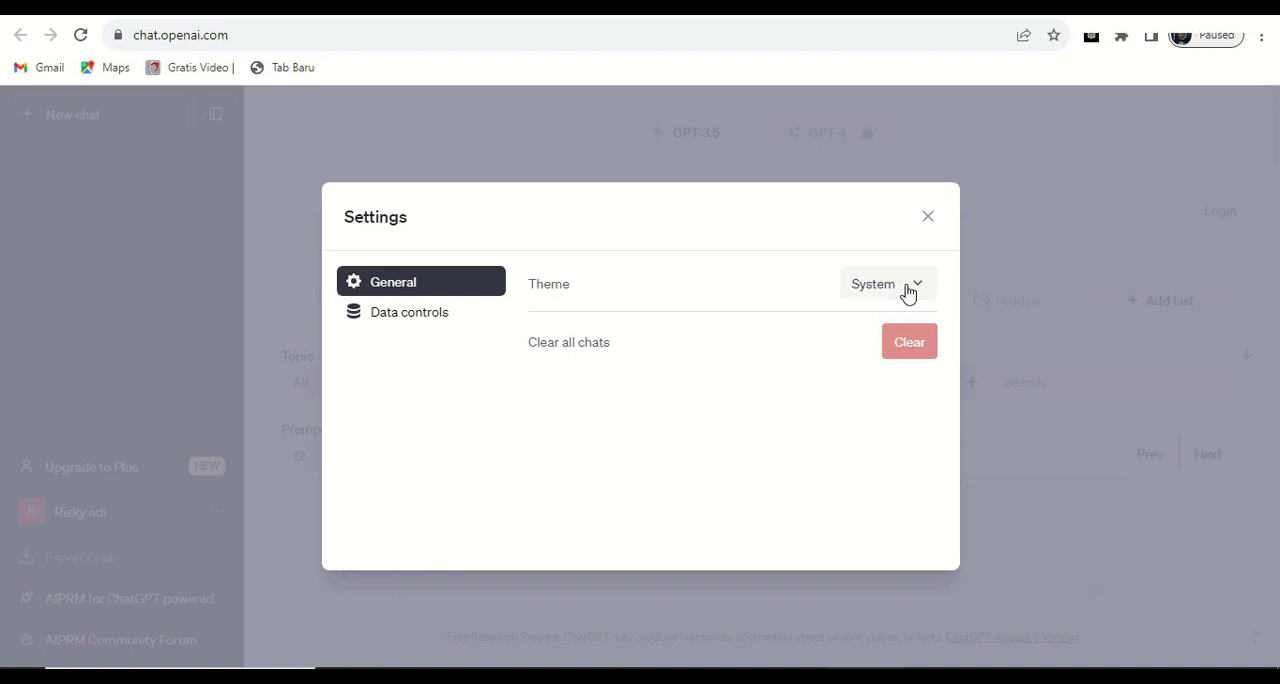 chat.openai.com
Paused
Gmail
Maps
Gratis Video |
Tab Baru
New chat
GPT-3.5
GPT-4
Login
Settings
General
Theme
System
Data controls
Clear all chats
Clear
Hidden
+ Add List
Topic
All
Search
Promp
12
Prev
Next
Upgrade to Plus
NEW
R
Rizky adi
Export Chat
AIPRM for ChatGPT powered
AIPRM Community Forum
Free Research Preview. ChatGPT may produce inaccurate information about people, places, or facts. ChatGPT August 3 Version
?